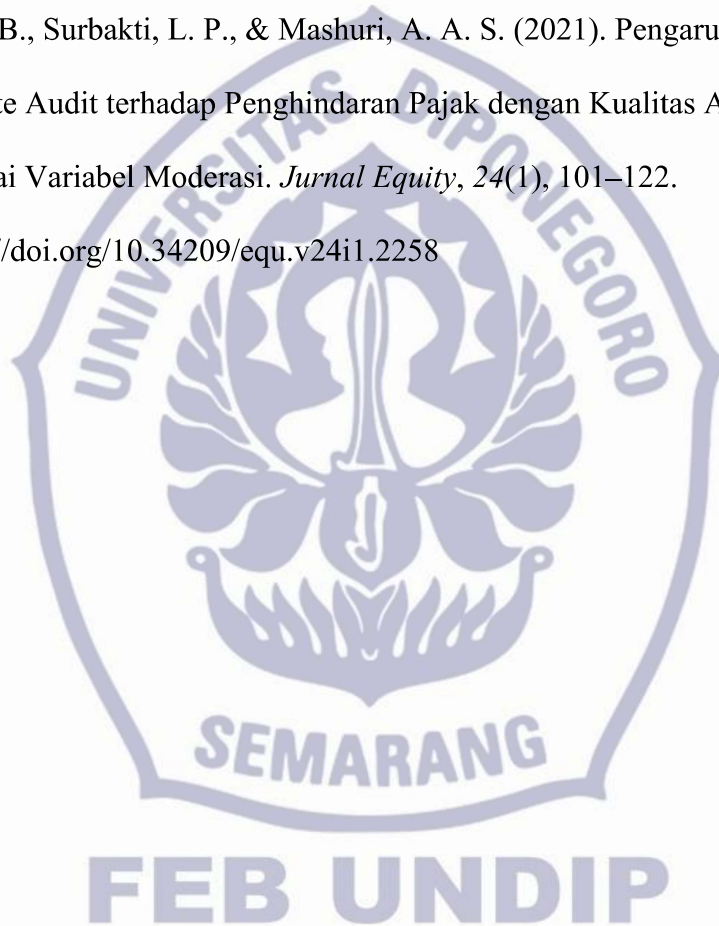 B., Surbakti, L. P., & Mashuri, A. A. S. (2021). Pengaru
te Audit terhadap Penghindaran Pajak dengan Kualitas A
ai Variabel Moderasi. Jurnal Equity, 24(1), 101–122.
/doi.org/10.34209/equ.v24i1.2258
UNIVERSITAS DIPONEGORO
SEMARANG
FEB UNDIP